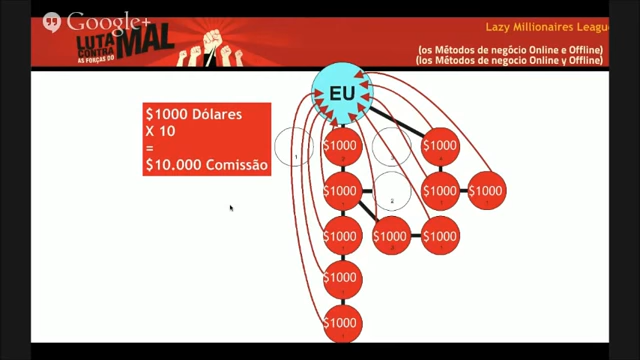 Google+
Lazy Millionaires League
LUTA
CONTRA
AS FORÇAS DO
MAL
(os Métodos de negócio Online e Offline)
(los Métodos de negocio Online y Offline)
EU
$1000 Dólares
X 10
=
$10.000 Comissão
1
$1000
$1000
$1000
$1000
$1000
$1000
$1000
$1000
$1000
$1000